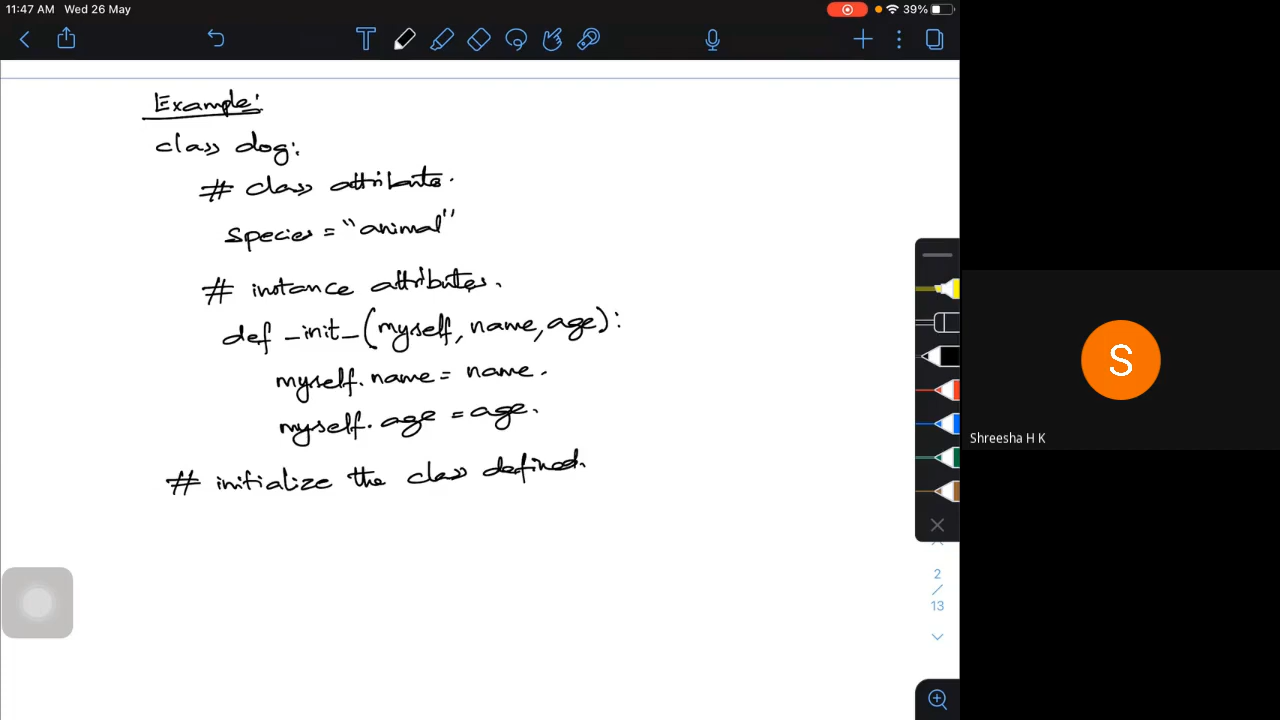 11:47 AM Wed 26 May
39%
Example:
class dog:
# class attributes.
species = "animal"
# instance attributes.
def _init_(myself, name, age):
myself.name = name.
myself.age = age.
# initialize the class defined.
S
Shreesha H K
2
/
13